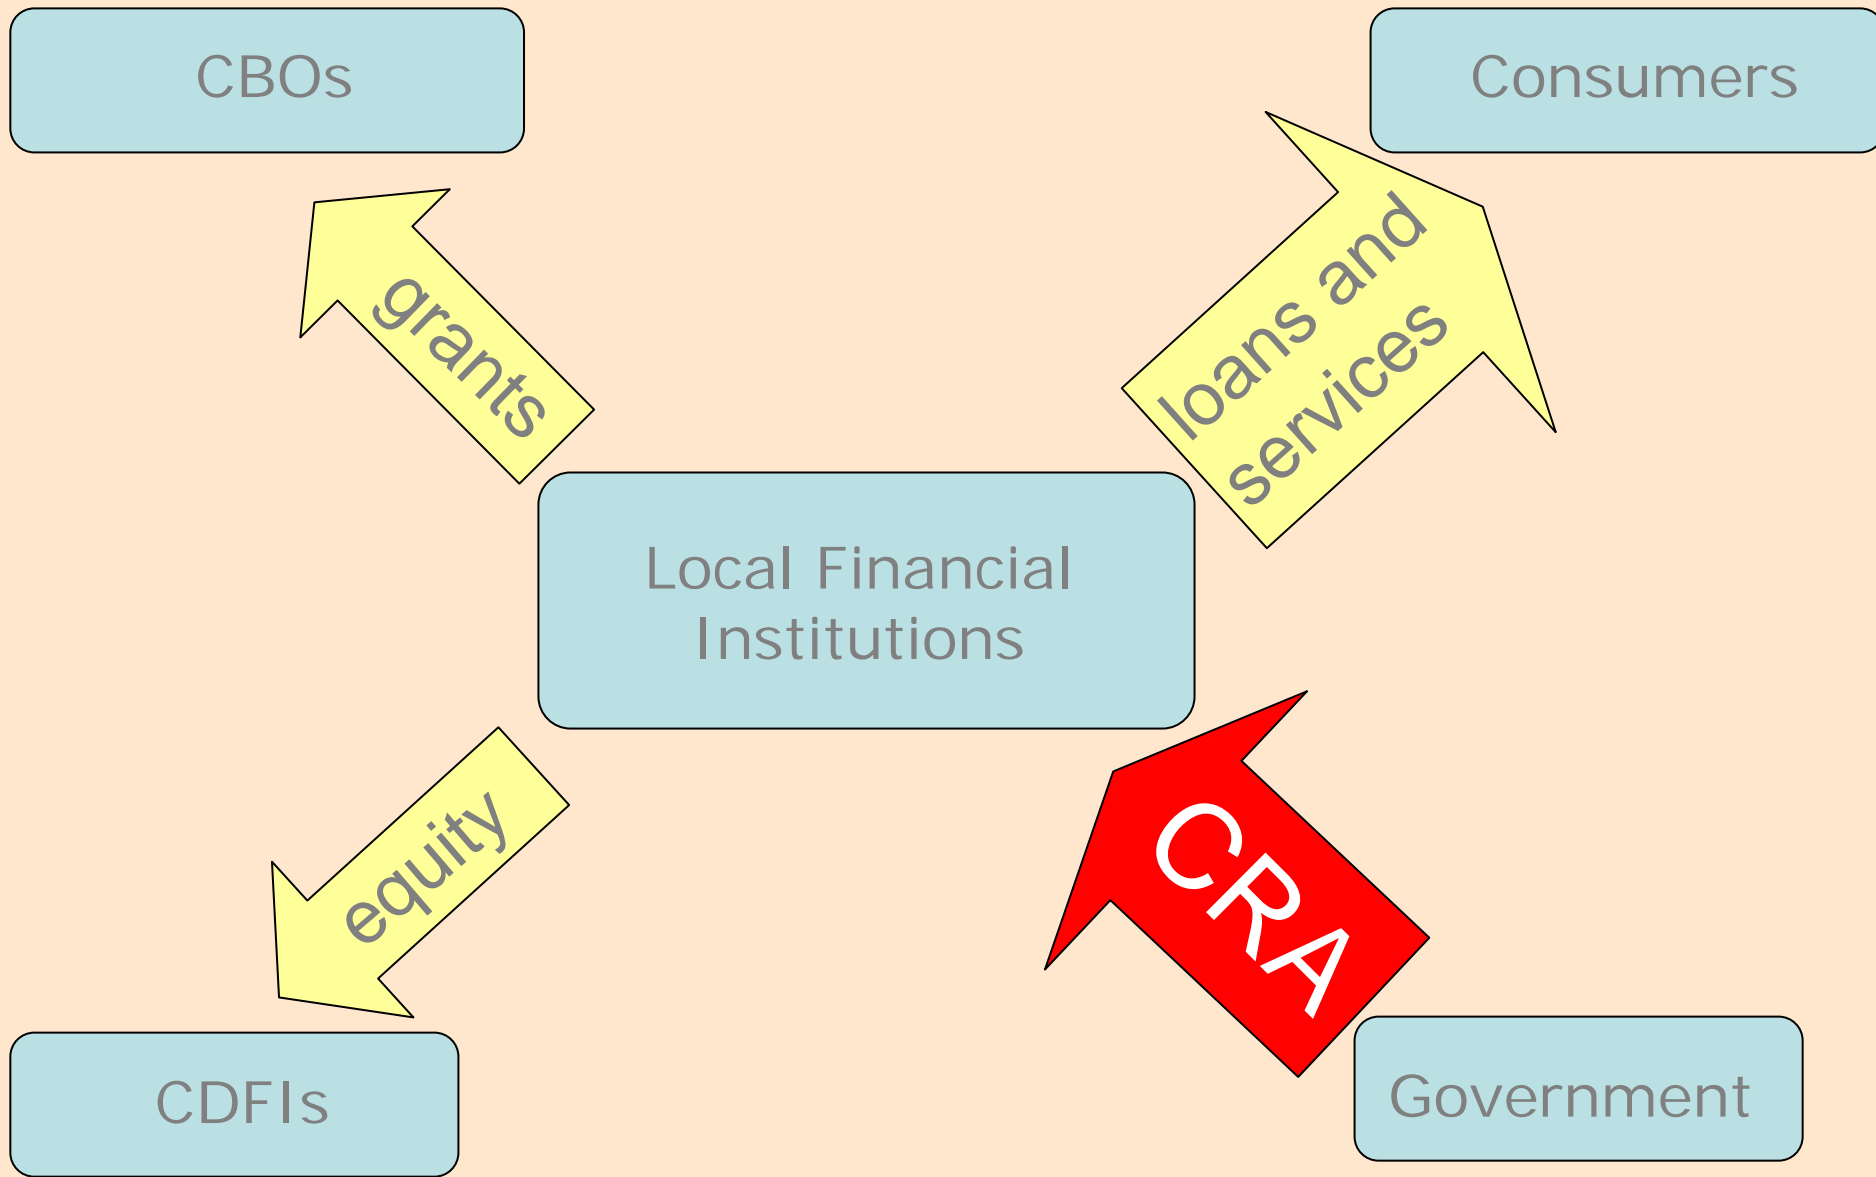 CBOs
Consumers
grants
loans and
services
Local Financial
Institutions
equity
CRA
CDFIs
Government